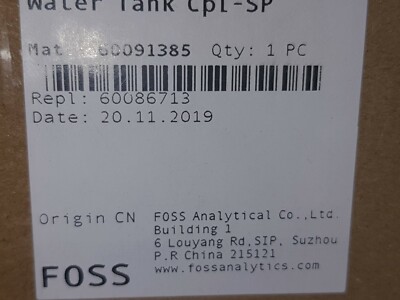 Water Tank Cpl-SP
Mat. 60091385 Qty: 1 PC
Repl: 60086713
Date: 20.11.2019
Origin CN FOSS Analytical Co.,Ltd.
Building 1
6 Louyang Rd,SIP, Suzhou
P.R China 215121
FOSS www.fossanalytics.com